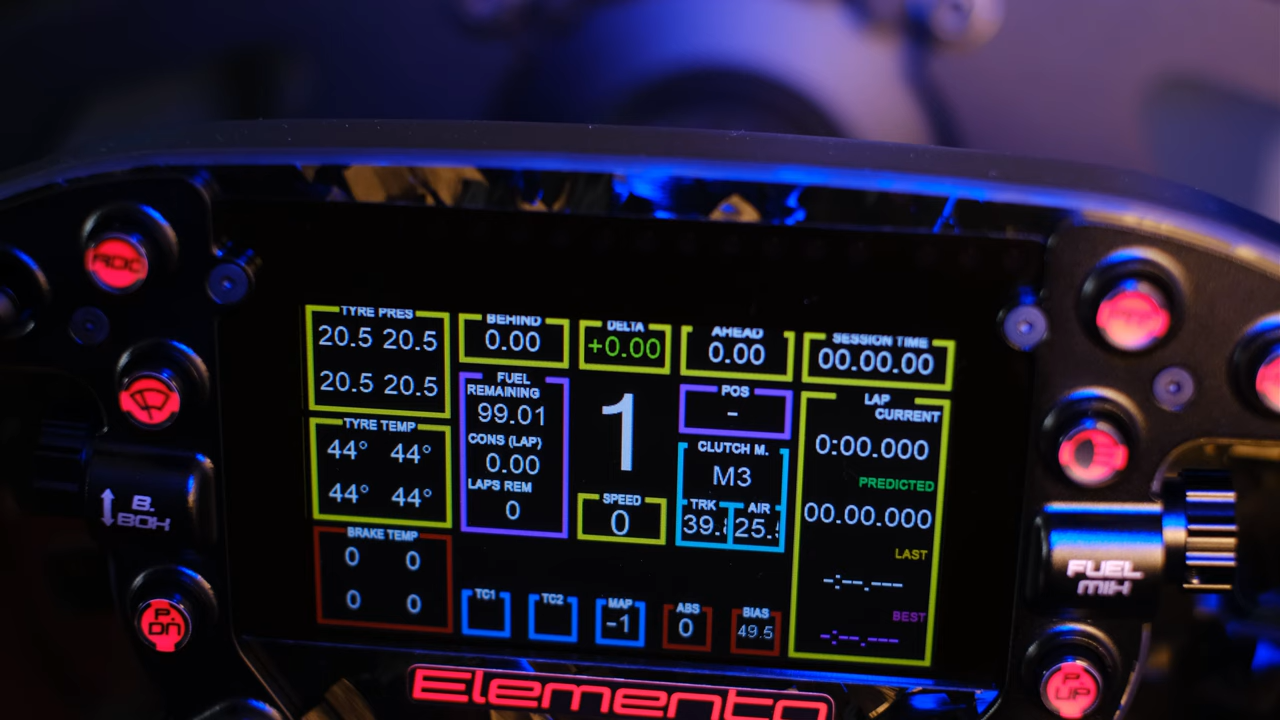 RDC
B.
BOX
P.
DN
TYRE PRES
20.5 20.5
20.5 20.5
TYRE TEMP
44° 44°
44° 44°
BRAKE TEMP
0 0
0 0
BEHIND
0.00
FUEL
REMAINING
99.01
CONS (LAP)
0.00
LAPS REM
0
DELTA
+0.00
1
SPEED
0
AHEAD
0.00
POS
-
CLUTCH M.
M3
TRK AIR
39. 25.
SESSION TIME
00.00.00
LAP
CURRENT
0:00.000
PREDICTED
00.00.000
LAST
-:--.---
BEST
-:--.---
TC1 TC2 MAP ABS BIAS
-1 0 49.5
FUEL
MIX
P.
UP
Elemento